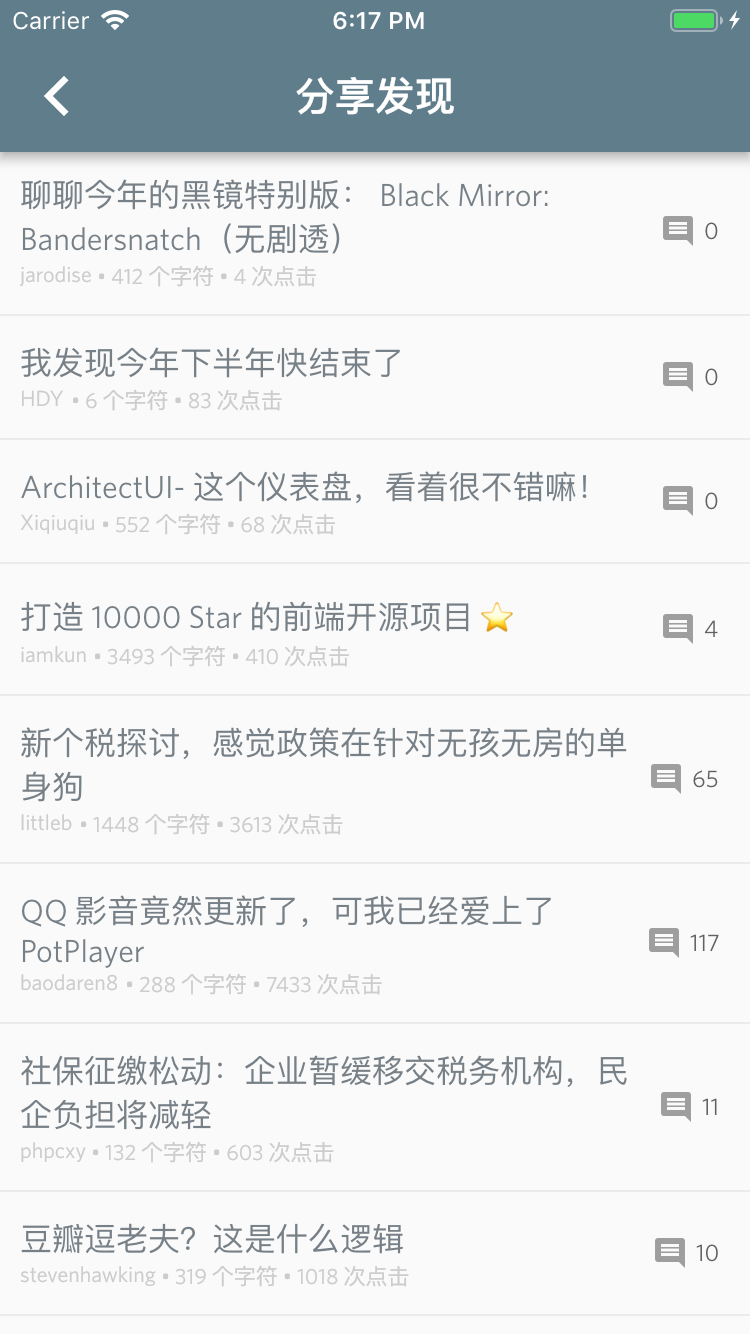 Carrier 6:17 PM
分享发现
聊聊今年的黑镜特别版： Black Mirror:
Bandersnatch（无剧透）
0
jarodise • 412 个字符 • 4 次点击
我发现今年下半年快结束了
0
HDY • 6 个字符 • 83 次点击
ArchitectUI- 这个仪表盘，看着很不错嘛！
0
Xiqiuqiu • 552 个字符 • 68 次点击
打造 10000 Star 的前端开源项目 ⭐
4
iamkun • 3493 个字符 • 410 次点击
新个税探讨，感觉政策在针对无孩无房的单
身狗
65
littleb • 1448 个字符 • 3613 次点击
QQ 影音竟然更新了，可我已经爱上了
PotPlayer
117
baodaren8 • 288 个字符 • 7433 次点击
社保征缴松动：企业暂缓移交税务机构，民
企负担将减轻
11
phpcxy • 132 个字符 • 603 次点击
豆瓣逗老夫？这是什么逻辑
10
stevenhawking • 319 个字符 • 1018 次点击